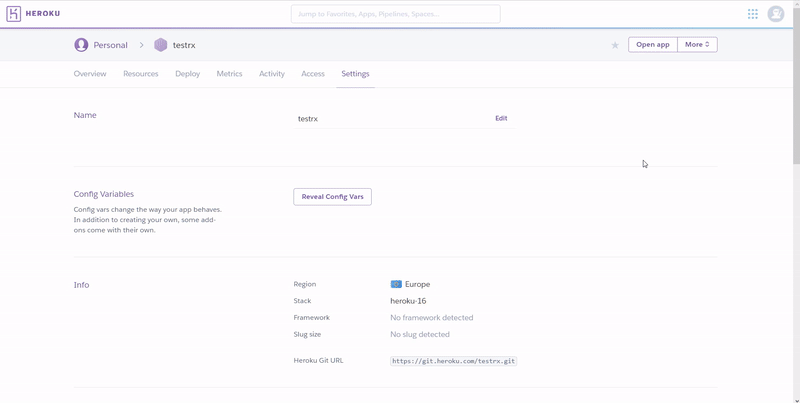 HEROKU
Jump to Favorites, Apps, Pipelines, Spaces...
Personal
testrx
Open app
More
Overview
Resources
Deploy
Metrics
Activity
Access
Settings
Name
testrx
Edit
Config Variables
Config vars change the way your app behaves.
In addition to creating your own, some add-
ons come with their own.
Reveal Config Vars
Info
Region
Europe
Stack
heroku-16
Framework
No framework detected
Slug size
No slug detected
Heroku Git URL
https://git.heroku.com/testrx.git